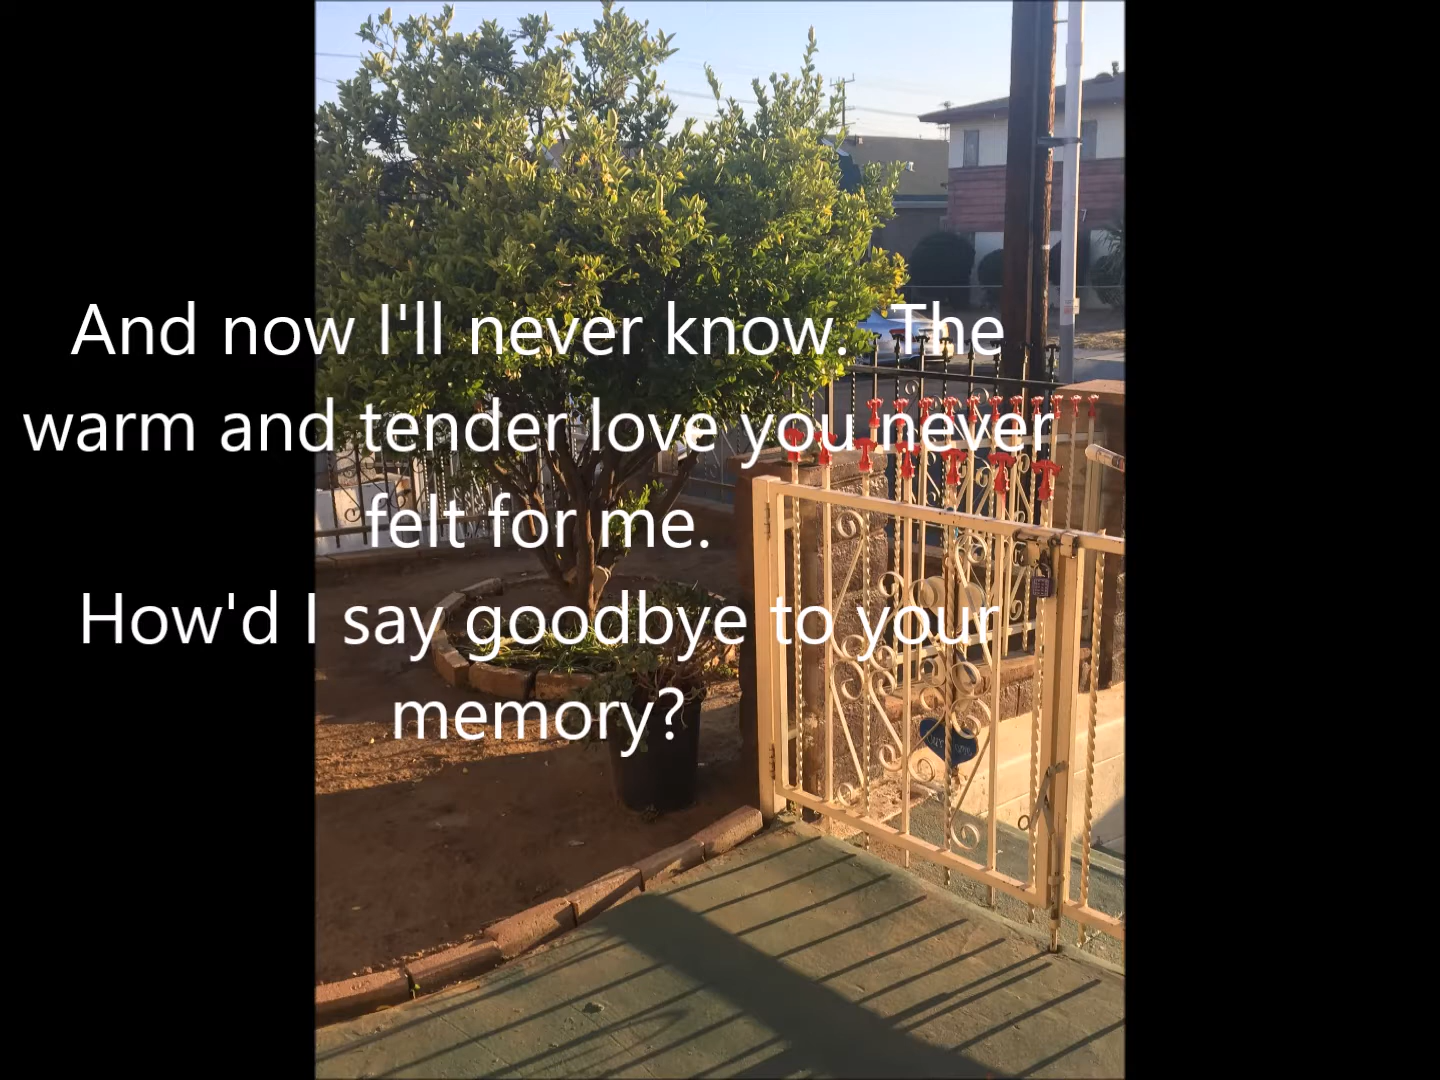 And now I'll never know.  The
warm and tender love you never
felt for me.
How'd I say goodbye to your
memory?